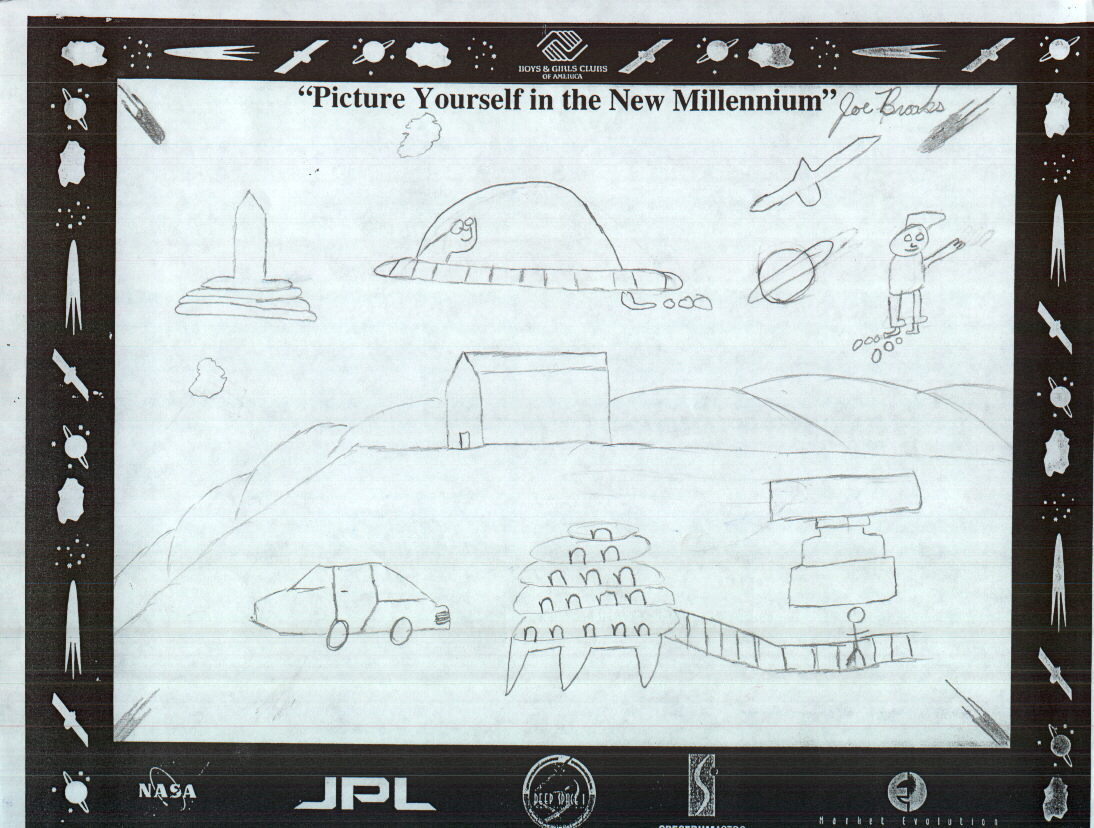 BOYS & GIRLS CLUBS
OF AMERICA
“Picture Yourself in the New Millennium” Joe Brooks
NASA
JPL
DEEP SPACE 1
Market Evolution